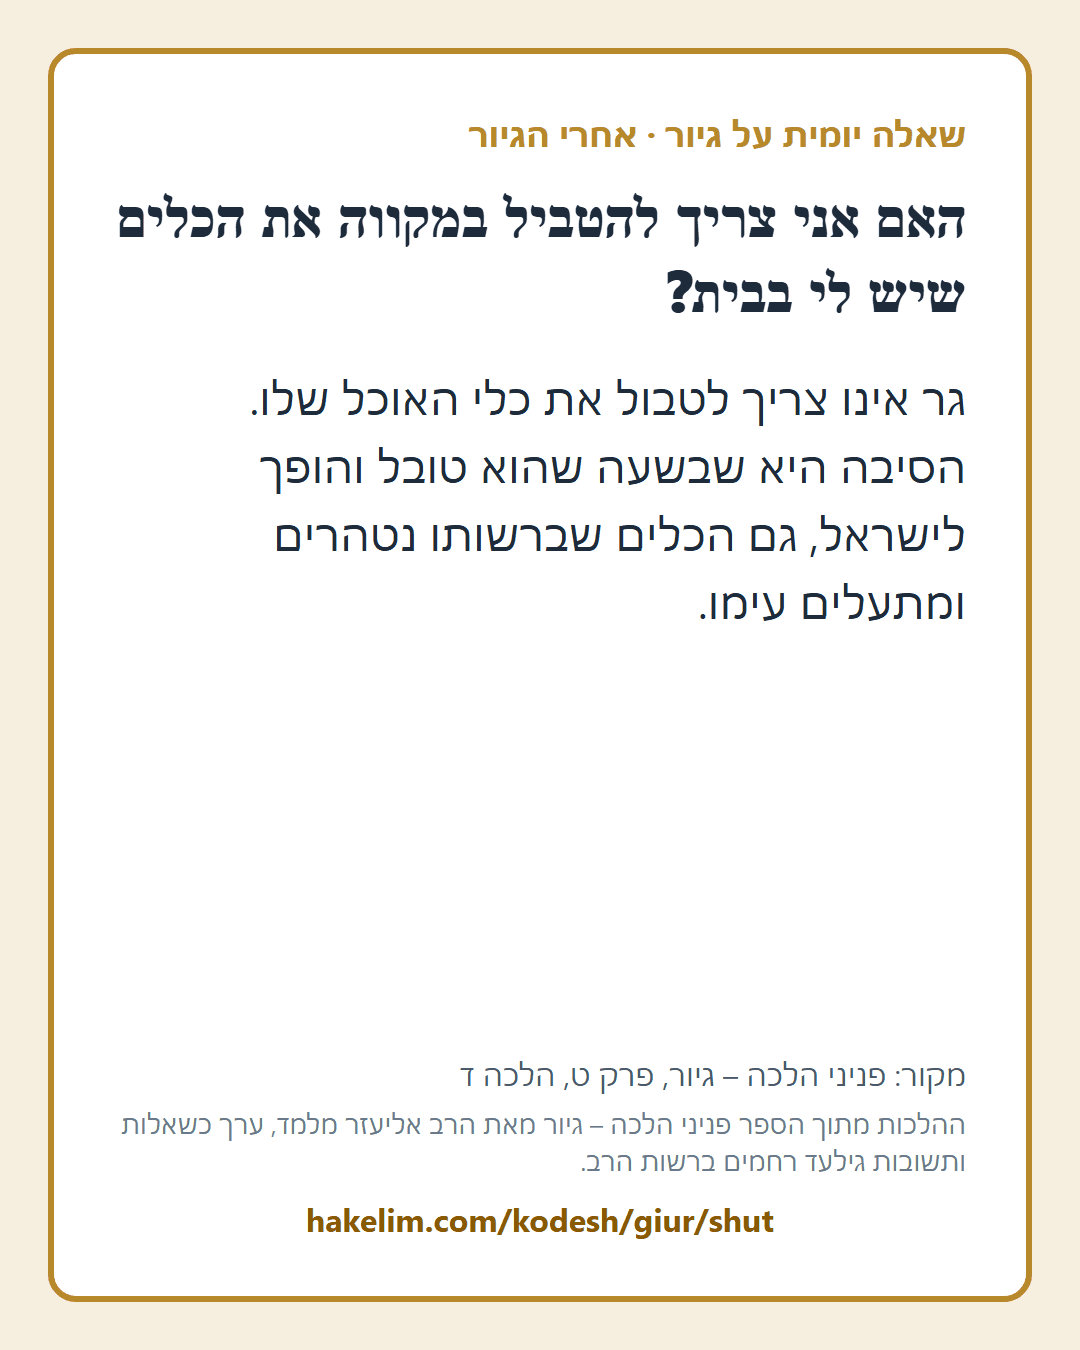 שאלה יומית על גיור · אחרי הגיור
האם אני צריך להטביל במקווה את הכלים
שיש לי בבית?
גר אינו צריך לטבול את כלי האוכל שלו.
הסיבה היא שבשעה שהוא טובל והופך
לישראל, גם הכלים שברשותו נטהרים
ומתעלים עימו.
מקור: פניני הלכה – גיור, פרק ט, הלכה ד
ההלכות מתוך הספר פניני הלכה – גיור מאת הרב אליעזר מלמד, ערך כשאלות
ותשובות גילעד רחמים ברשות הרב.
hakelim.com/kodesh/giur/shut